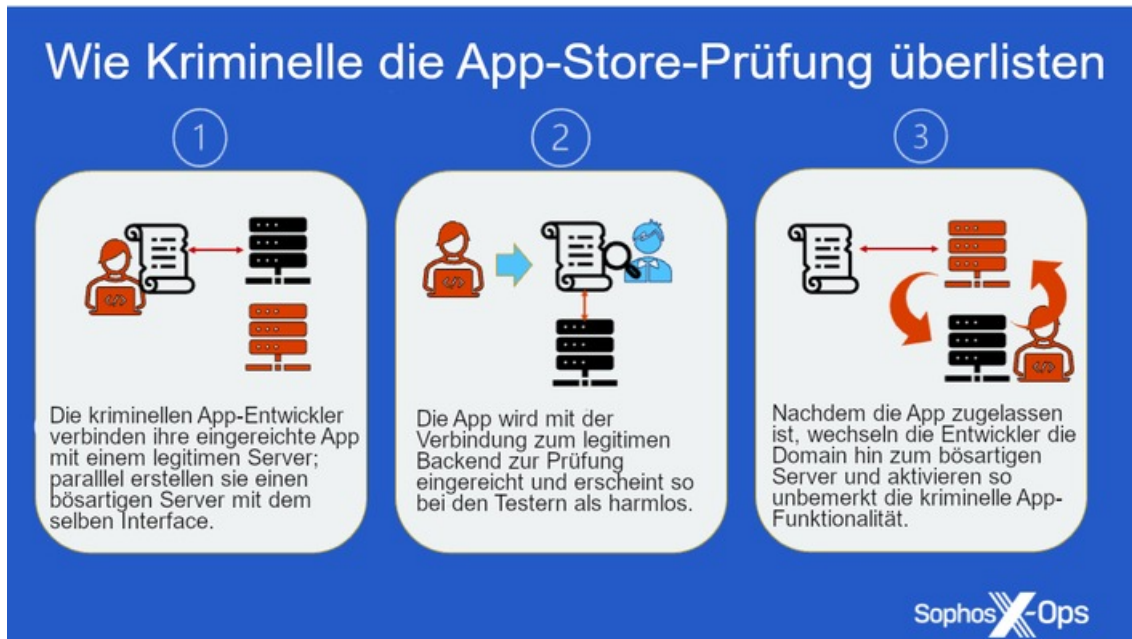 Wie Kriminelle die App-Store-Prüfung überlisten
1
Die kriminellen App-Entwickler
verbinden ihre eingereichte App
mit einem legitimen Server;
paralllel erstellen sie einen
bösartigen Server mit dem
selben Interface.
2
Die App wird mit der
Verbindung zum legitimen
Backend zur Prüfung
eingereicht und erscheint so
bei den Testern als harmlos.
3
Nachdem die App zugelassen
ist, wechseln die Entwickler die
Domain hin zum bösartigen
Server und aktivieren so
unbemerkt die kriminelle App-
Funktionalität.
Sophos X-Ops